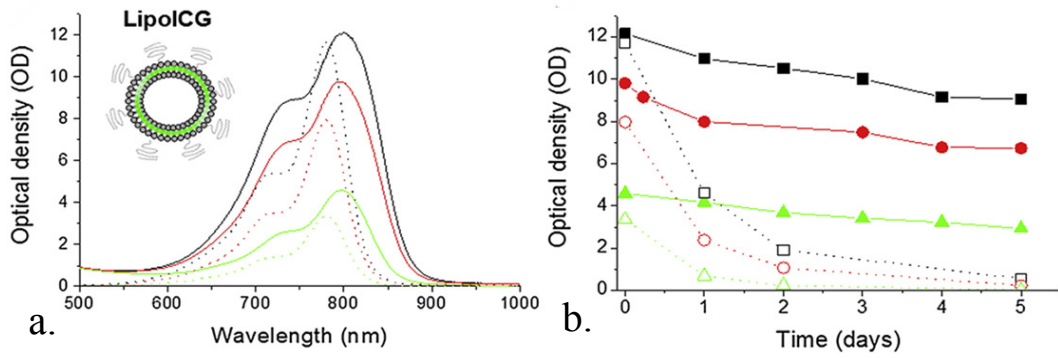 LipoICG
Optical density (OD)
12
10
8
6
4
2
0
500 600 700 800 900 1000
Wavelength (nm)
a.
Optical density (OD)
12
10
8
6
4
2
0
0 1 2 3 4 5
Time (days)
b.